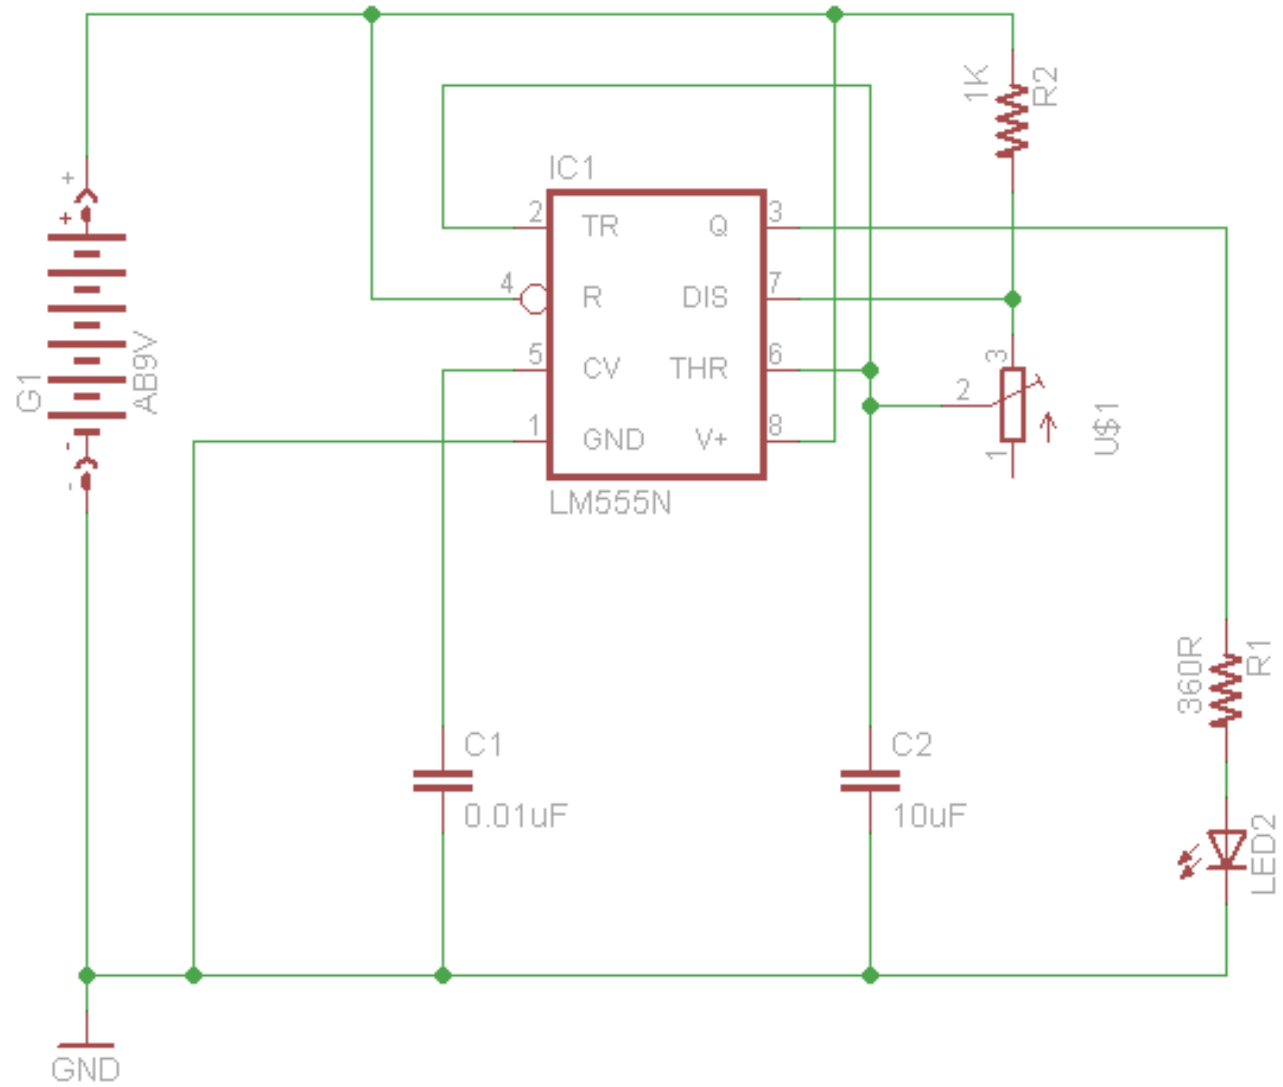 1K
R2
IC1
+
+
2
TR
Q
3
4
R
DIS
7
5
CV
THR
6
1
GND
V+
8
LM555N
G1
AB9V
-
-
3
2
1
U$1
360R
R1
C1
0.01uF
C2
10uF
LED2
GND